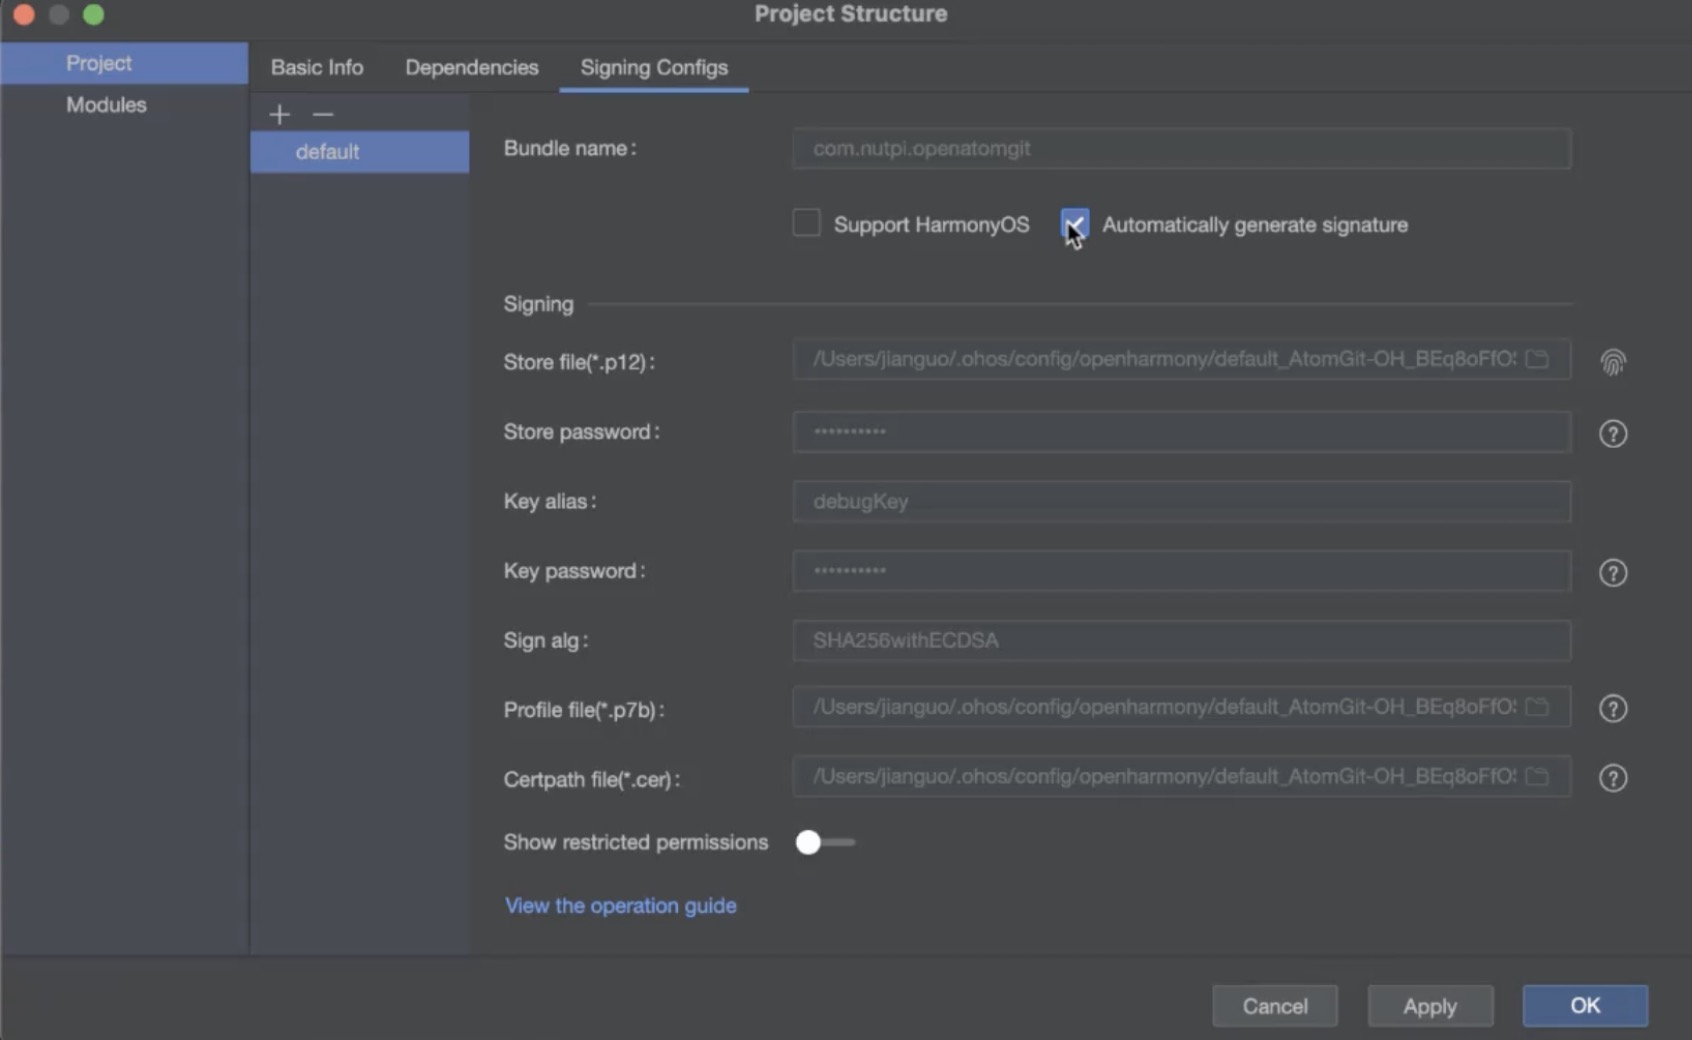 Project Structure
Project
Modules
Basic Info
Dependencies
Signing Configs
default
Bundle name:
com.nutpi.openatomgit
Support HarmonyOS
Automatically generate signature
Signing
Store file(*.p12):
/Users/jianguo/.ohos/config/openharmony/default_AtomGit-OH_BEq8oFfO
Store password:
••••••••••
Key alias:
debugKey
Key password:
••••••••••
Sign alg:
SHA256withECDSA
Profile file(*.p7b):
/Users/jianguo/.ohos/config/openharmony/default_AtomGit-OH_BEq8oFfO
Certpath file(*.cer):
/Users/jianguo/.ohos/config/openharmony/default_AtomGit-OH_BEq8oFfO
Show restricted permissions
View the operation guide
Cancel
Apply
OK